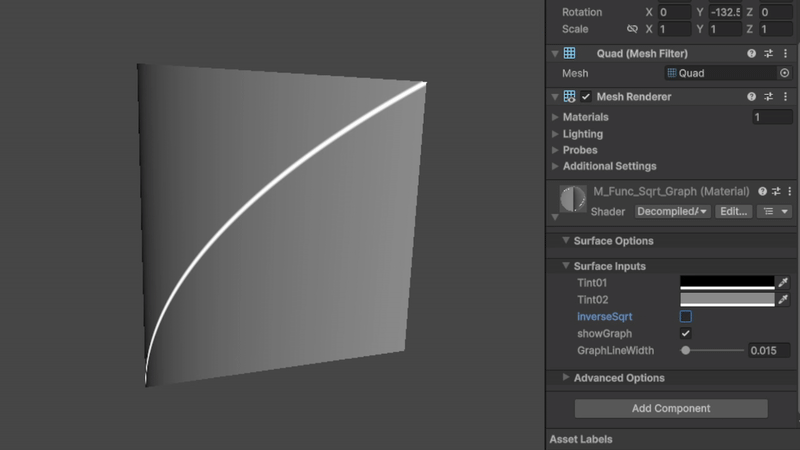 Rotation X 0 Y -132.5 Z 0
Scale X 1 Y 1 Z 1
Quad (Mesh Filter)
Mesh Quad
Mesh Renderer
Materials 1
Lighting
Probes
Additional Settings
M_Func_Sqrt_Graph (Material)
Shader Decompiled/ Edit...
Surface Options
Surface Inputs
Tint01
Tint02
inverseSqrt
showGraph
GraphLineWidth 0.015
Advanced Options
Add Component
Asset Labels